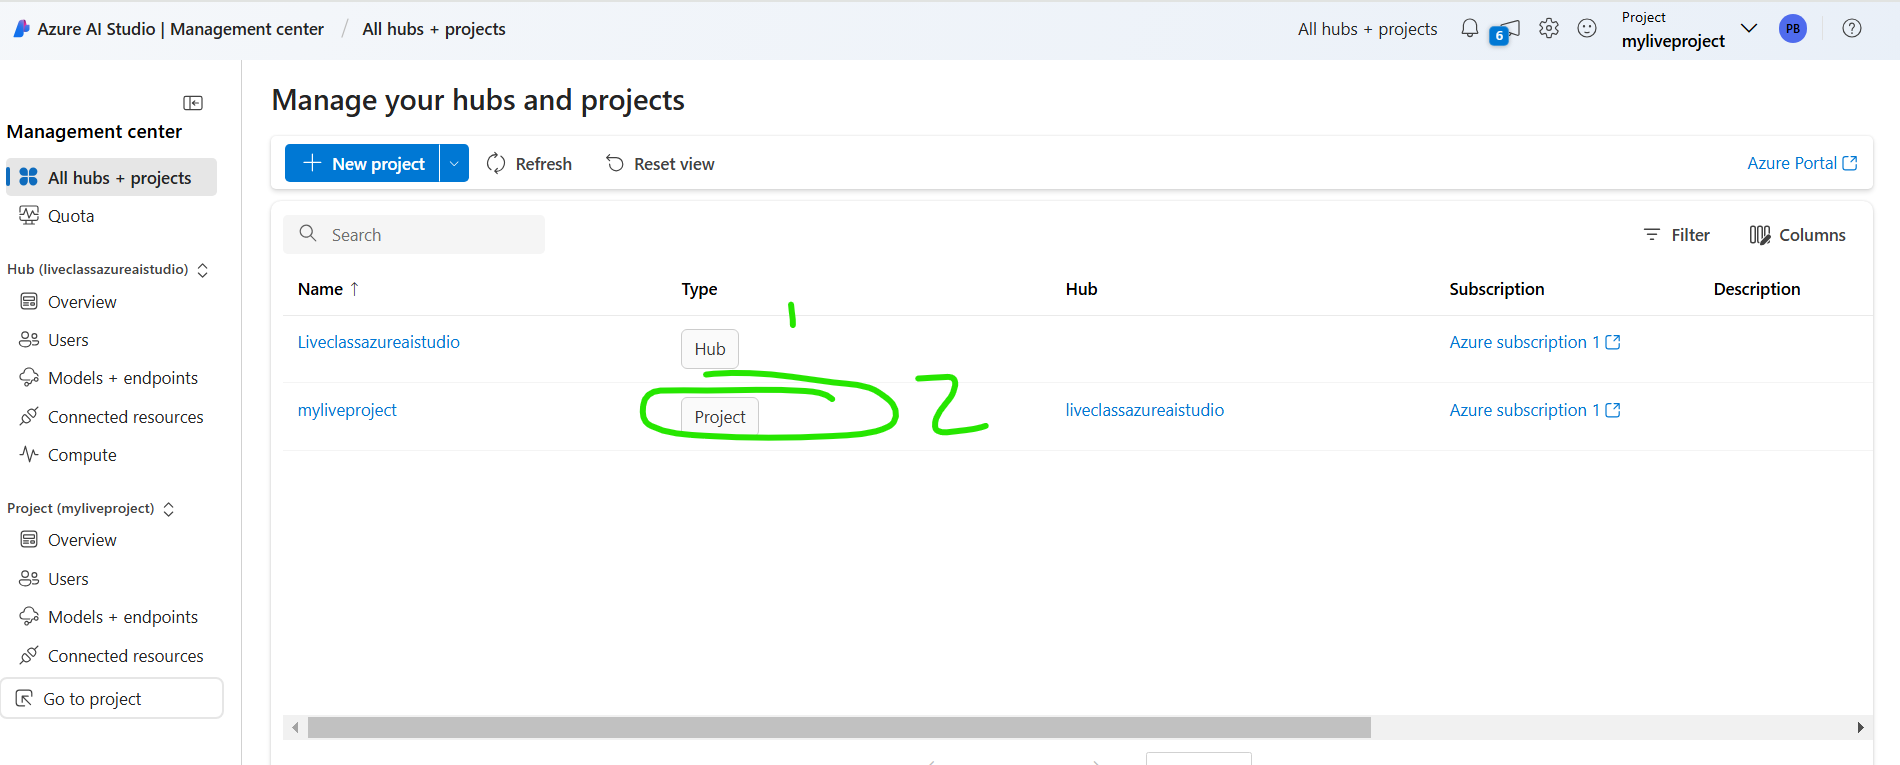 Azure AI Studio | Management center / All hubs + projects
All hubs + projects
6
Project
myliveproject
PB
Management center
All hubs + projects
Quota
Hub (liveclassazureaistudio)
Overview
Users
Models + endpoints
Connected resources
Compute
Project (myliveproject)
Overview
Users
Models + endpoints
Connected resources
Go to project
Manage your hubs and projects
New project Refresh Reset view Azure Portal
Search Filter Columns
Name ↑ Type Hub Subscription Description
1
Liveclassazureaistudio Hub Azure subscription 1
myliveproject Project 2 liveclassazureaistudio Azure subscription 1